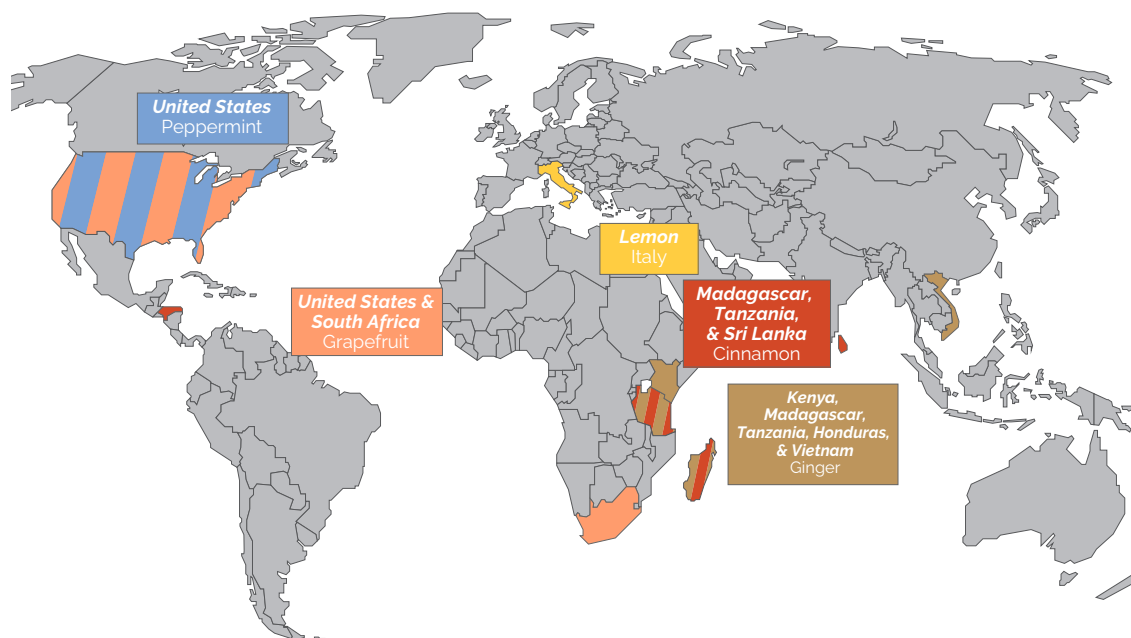 United States
Peppermint
Lemon
Italy
United States &
South Africa
Grapefruit
Madagascar,
Tanzania,
& Sri Lanka
Cinnamon
Kenya,
Madagascar,
Tanzania, Honduras,
& Vietnam
Ginger